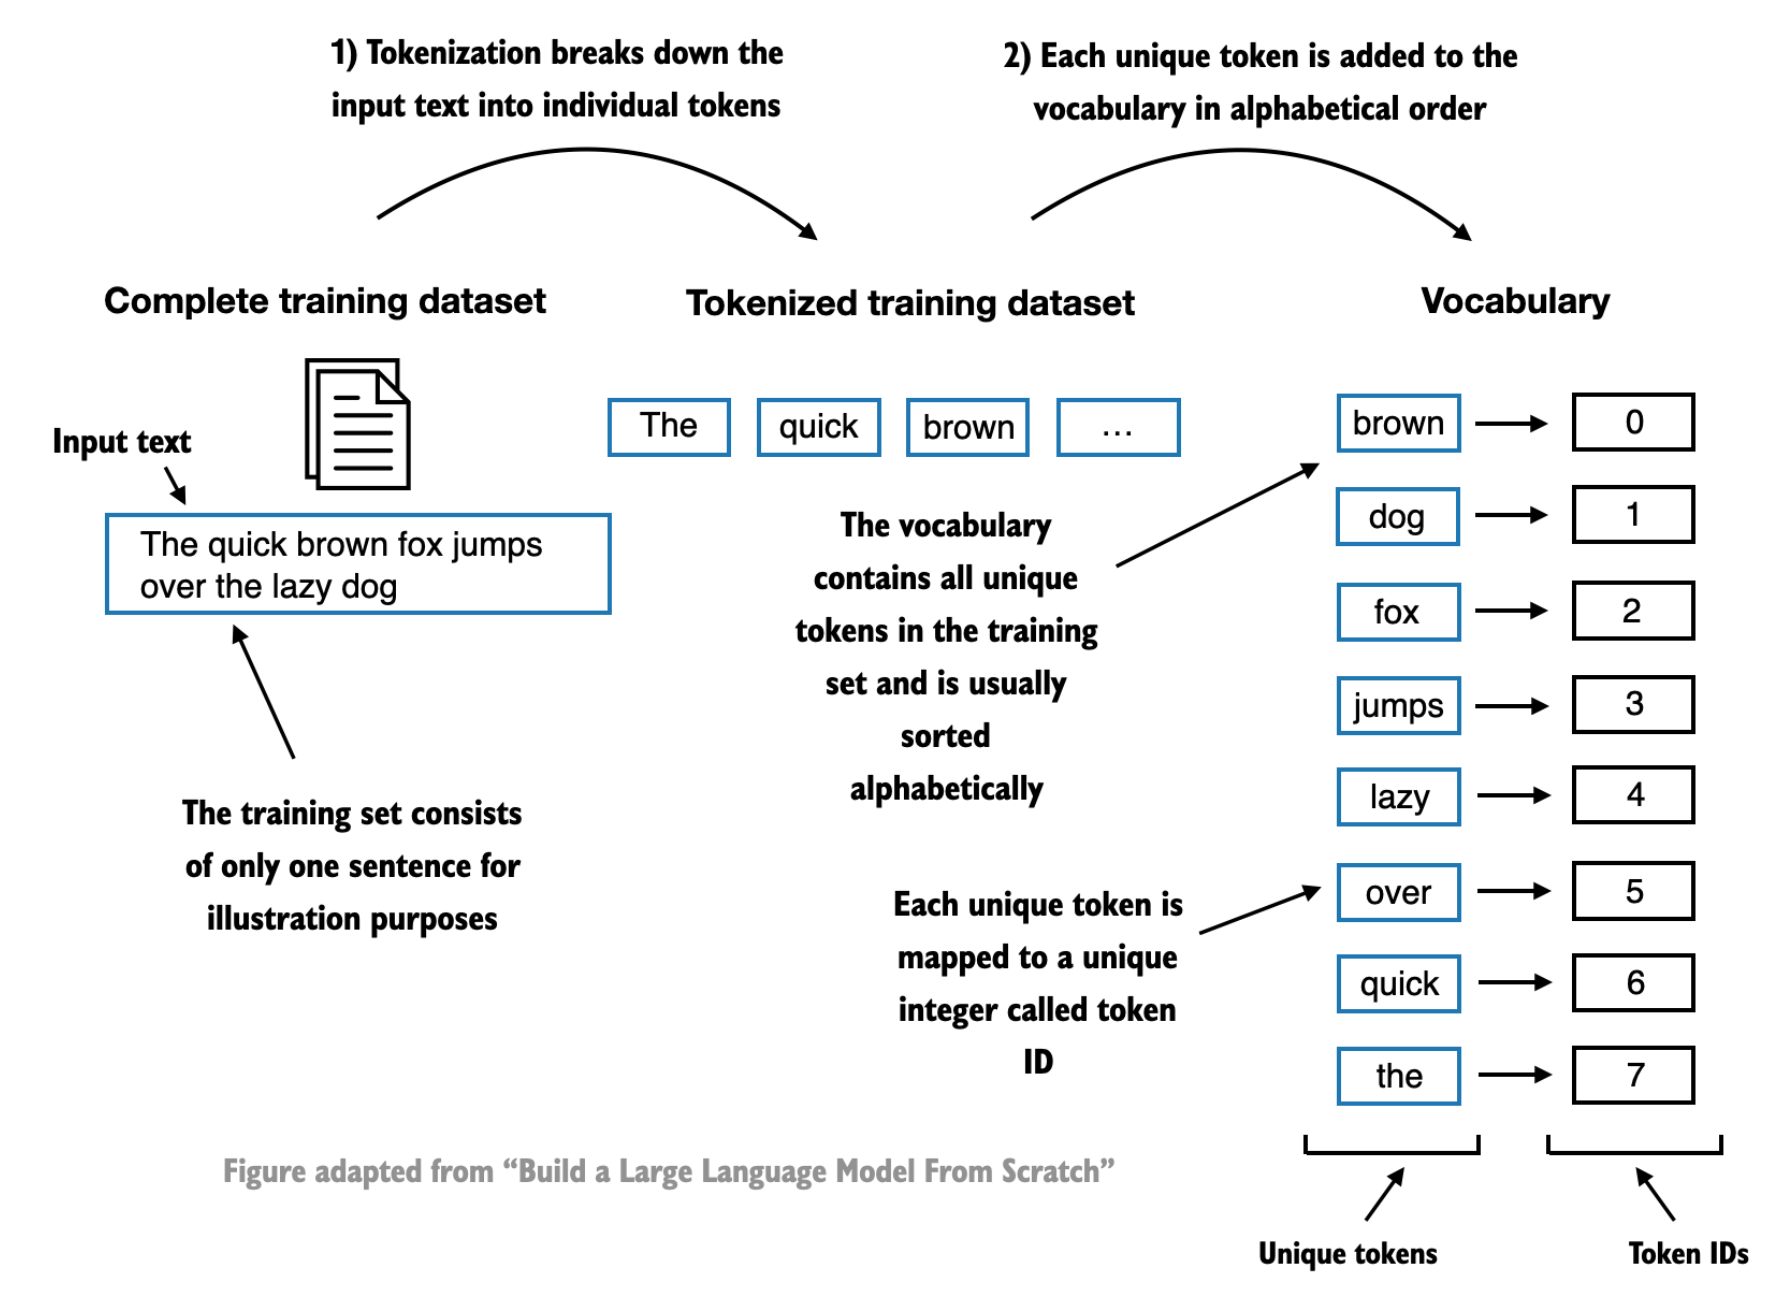 1) Tokenization breaks down the
input text into individual tokens
2) Each unique token is added to the
vocabulary in alphabetical order
Complete training dataset
Tokenized training dataset
Vocabulary
Input text
The quick brown fox jumps
over the lazy dog
The training set consists
of only one sentence for
illustration purposes
The quick brown ...
The vocabulary
contains all unique
tokens in the training
set and is usually
sorted
alphabetically
Each unique token is
mapped to a unique
integer called token
ID
brown 0
dog 1
fox 2
jumps 3
lazy 4
over 5
quick 6
the 7
Unique tokens
Token IDs
Figure adapted from “Build a Large Language Model From Scratch”